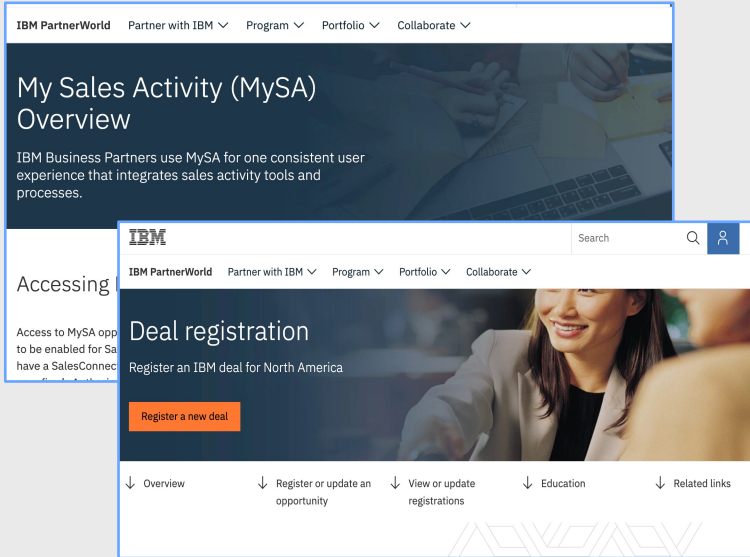 IBM PartnerWorld Partner with IBM Program Portfolio Collaborate
My Sales Activity (MySA)
Overview
IBM Business Partners use MySA for one consistent user
experience that integrates sales activity tools and
processes.
Accessing
Access to MySA opp
to be enabled for Sa
have a SalesConnec
IBM
Search
IBM PartnerWorld Partner with IBM Program Portfolio Collaborate
Deal registration
Register an IBM deal for North America
Register a new deal
Overview
Register or update an
opportunity
View or update
registrations
Education
Related links